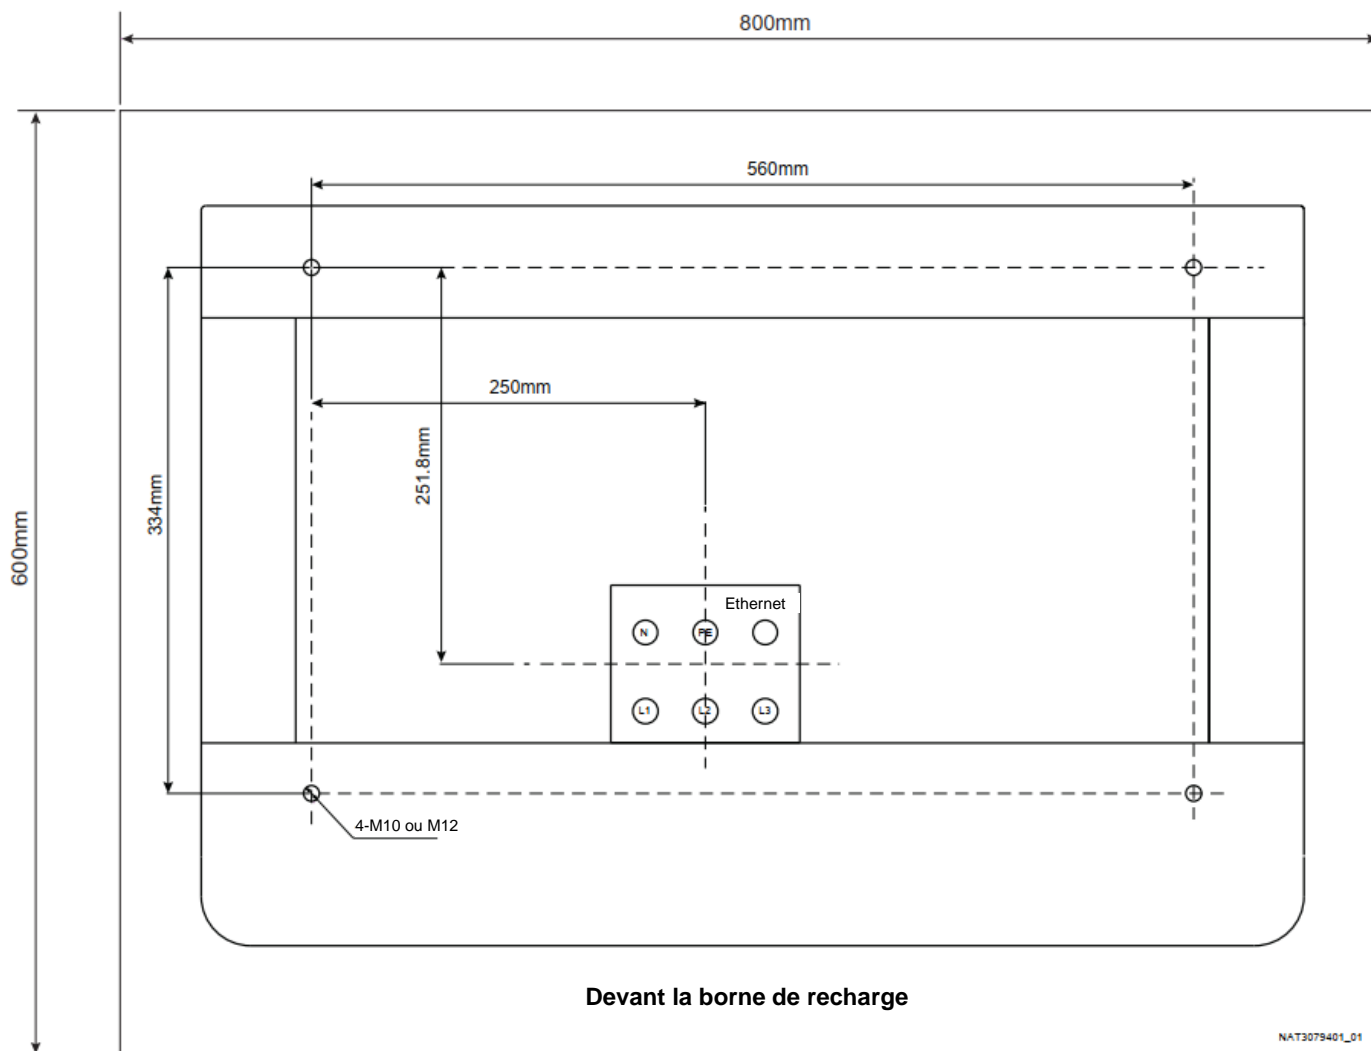 800mm
560mm
250mm
251.8mm
334mm
600mm
Ethernet
N PE
L1 L2 L3
4-M10 ou M12
Devant la borne de recharge
NAT3079401_01